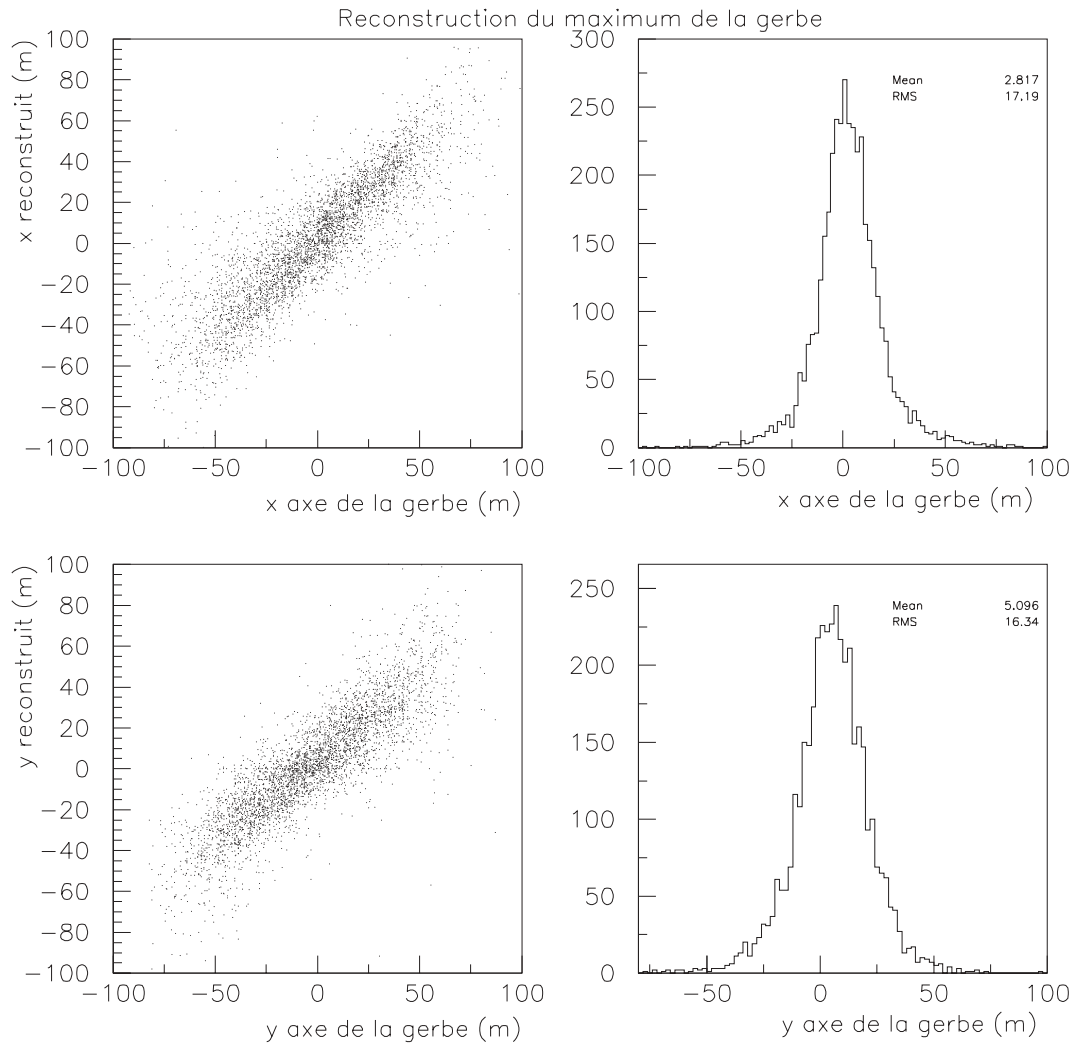 Reconstruction du maximum de la gerbe
x reconstruit (m)
100
80
60
40
20
0
−20
−40
−60
−80
−100
−100 −50 0 50 100
x axe de la gerbe (m)
300
250
200
150
100
50
0
Mean 2.817
RMS 17.19
−100 −50 0 50 100
x axe de la gerbe (m)
y reconstruit (m)
100
80
60
40
20
0
−20
−40
−60
−80
−100
−100 −50 0 50 100
y axe de la gerbe (m)
250
200
150
100
50
0
Mean 5.096
RMS 16.34
−50 0 50 100
y axe de la gerbe (m)